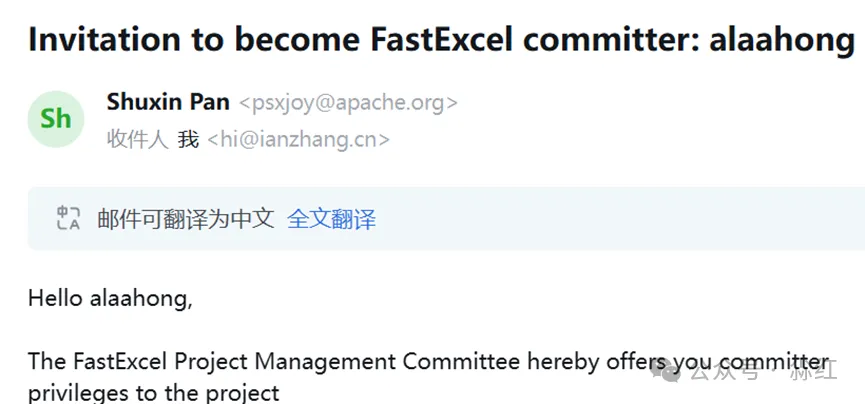 Invitation to become FastExcel committer: alaahong
Sh
Shuxin Pan <psxjoy@apache.org>
收件人 我 <hi@ianzhang.cn>
邮件可翻译为中文 全文翻译
Hello alaahong,
The FastExcel Project Management Committee hereby offers you committer
privileges to the project
公众号 · 赫红